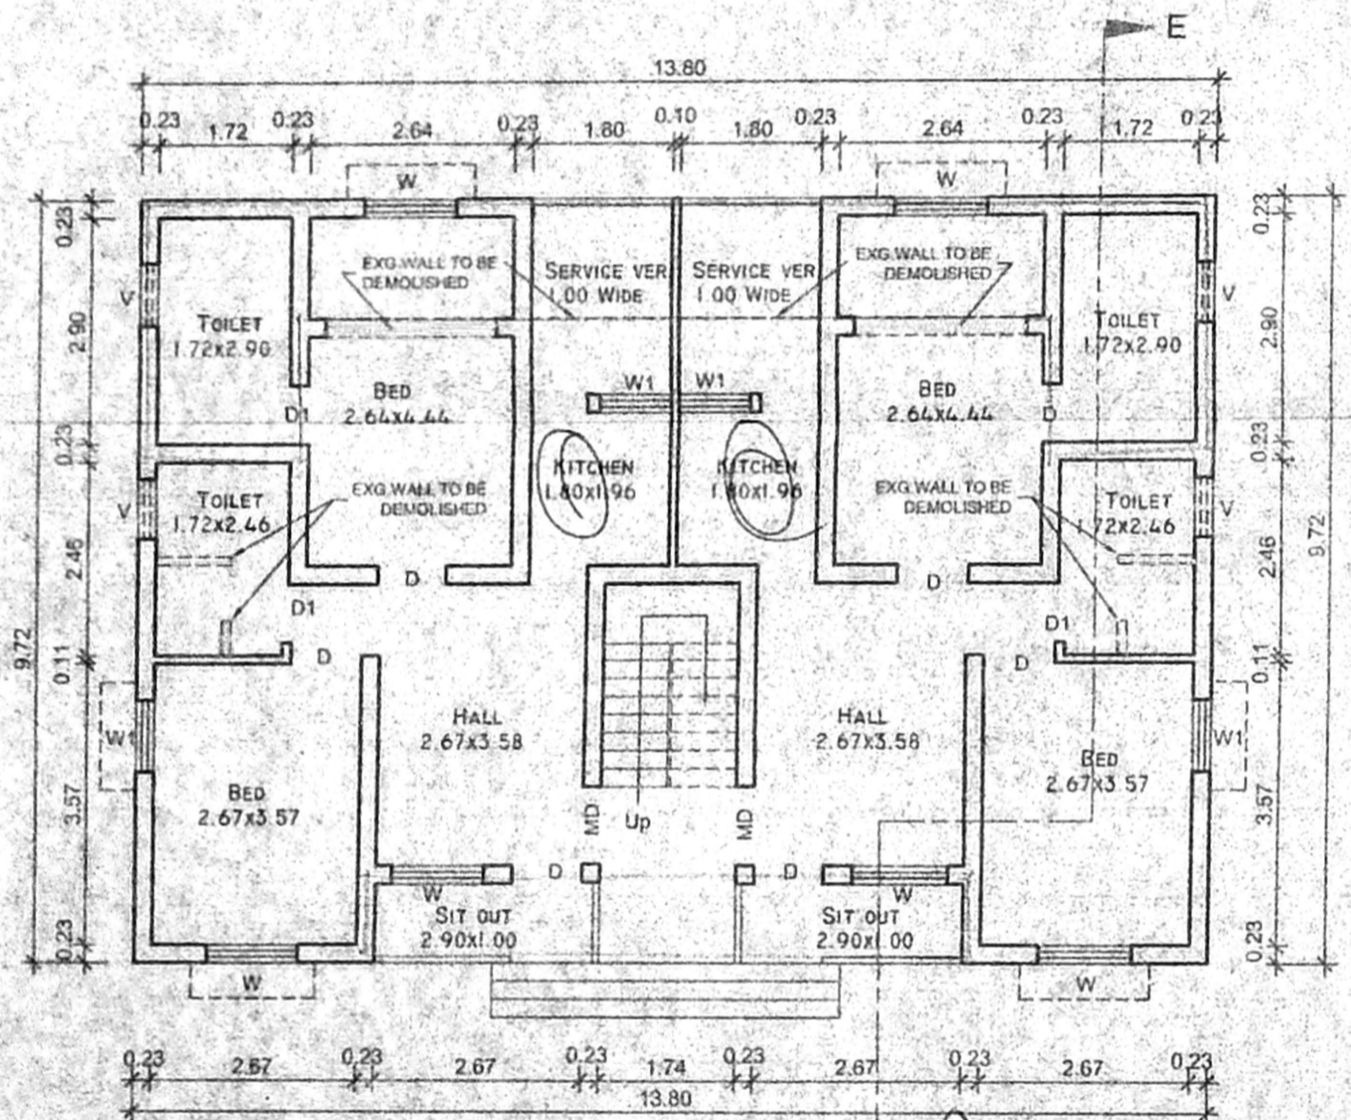 E
13.80
0.23 1.72 0.23 2.64 0.23 1.80 0.10 1.80 0.23 2.64 0.23 1.72 0.23
W W
0.23 0.23
EXG.WALL TO BE
DEMOLISHED
SERVICE VER
1.00 WIDE
SERVICE VER
1.00 WIDE
EXG.WALL TO BE
DEMOLISHED
V V
TOILET
1.72x2.90
TOILET
1.72x2.90
2.90 2.90
W1 W1
BED
2.64x4.44
BED
2.64x4.44
D1 D
0.23 0.23
KITCHEN
1.80x1.96
KITCHEN
1.80x1.96
EXG.WALL TO BE
DEMOLISHED
EXG.WALL TO BE
DEMOLISHED
TOILET
1.72x2.46
TOILET
1.72x2.46
V V
2.46 2.46
9.72 9.72
D D
D1 D1
D D
0.11 0.11
HALL
2.67x3.58
HALL
2.67x3.58
W1 W1
BED
2.67x3.57
BED
2.67x3.57
3.57 3.57
MD Up MD
D D
W W
SIT OUT
2.90x1.00
SIT OUT
2.90x1.00
0.23 0.23
W W
0.23 2.67 0.23 2.67 0.23 1.74 0.23 2.67 0.23 2.67 0.23
13.80